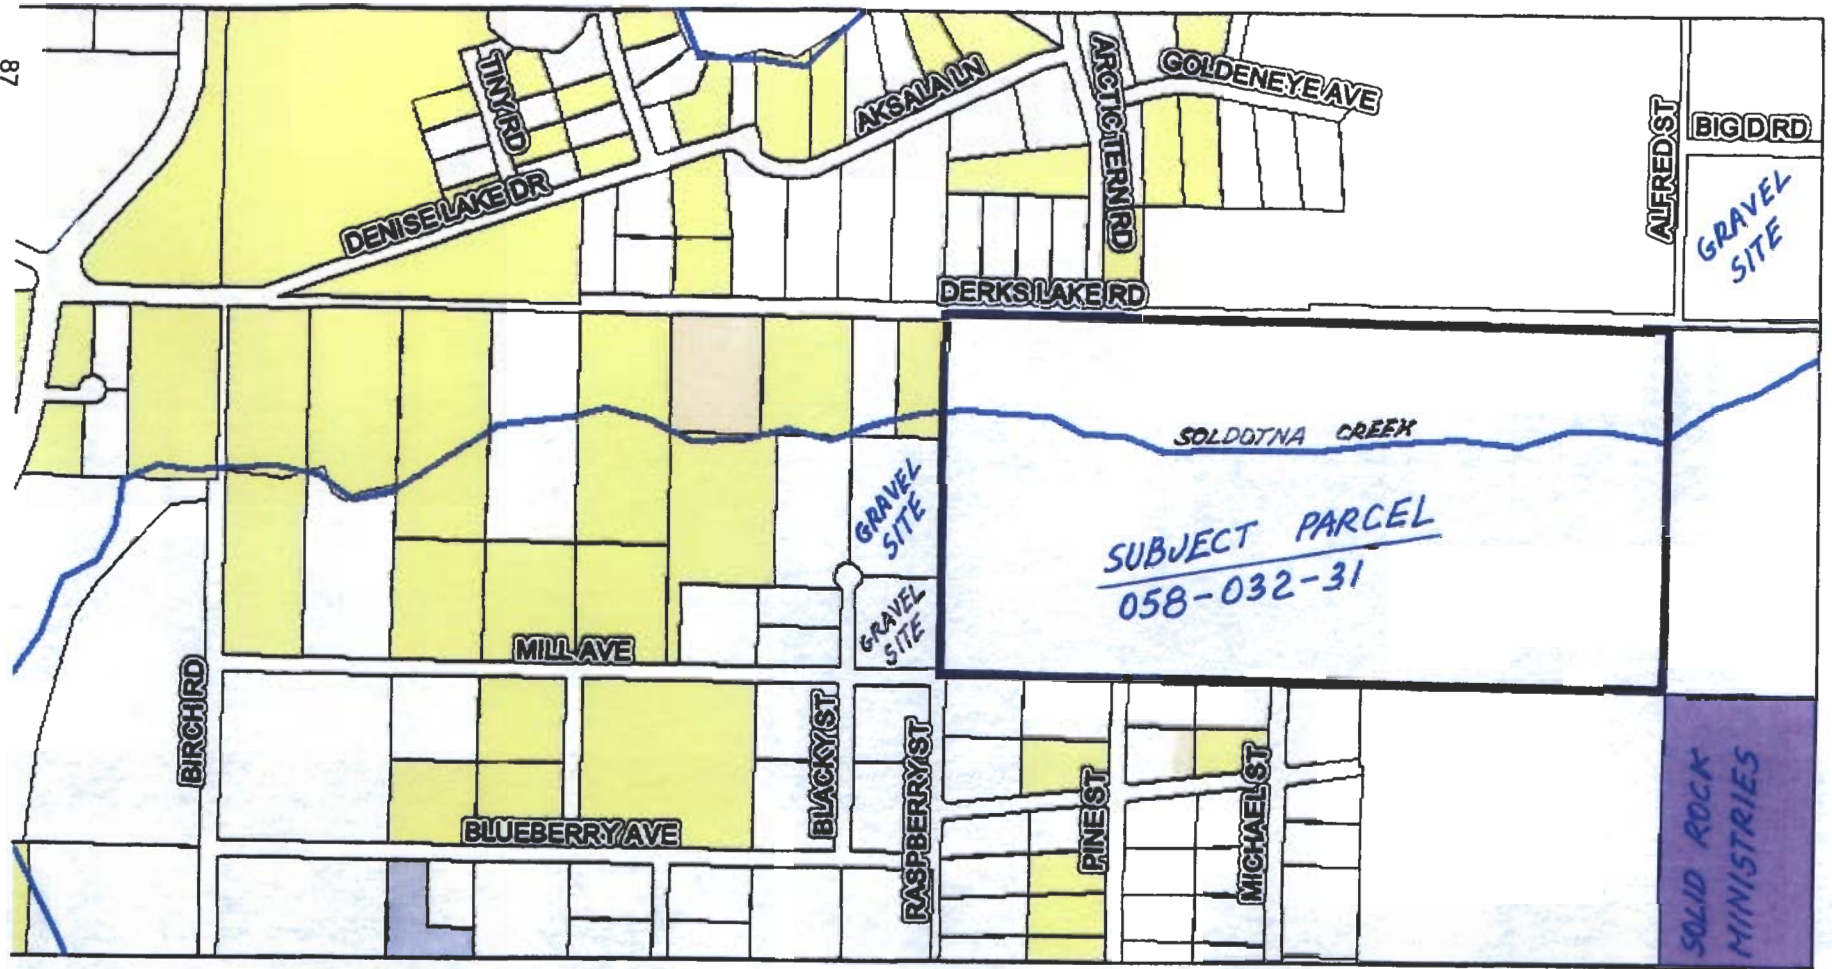 87
TINY RD
DENISE LAKE DR
AKSALA LN
ARCTIC TERN RD
GOLDENEYE AVE
ALFRED ST
BIG D RD
GRAVEL
SITE
DERKS LAKE RD
SOLDOTNA CREEK
GRAVEL
SITE
SUBJECT PARCEL
058-032-31
GRAVEL
SITE
MILL AVE
BIRCH RD
BLACKY ST
RASPBERRY ST
PINE ST
MICHAEL ST
BLUEBERRY AVE
SOLID ROCK
MINISTRIES